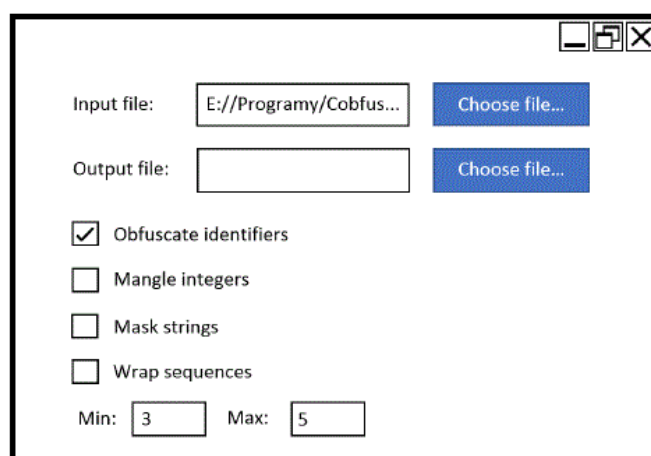 Input file: E://Programy/Cobfus... Choose file...
Output file: Choose file...
Obfuscate identifiers
Mangle integers
Mask strings
Wrap sequences
Min: 3 Max: 5